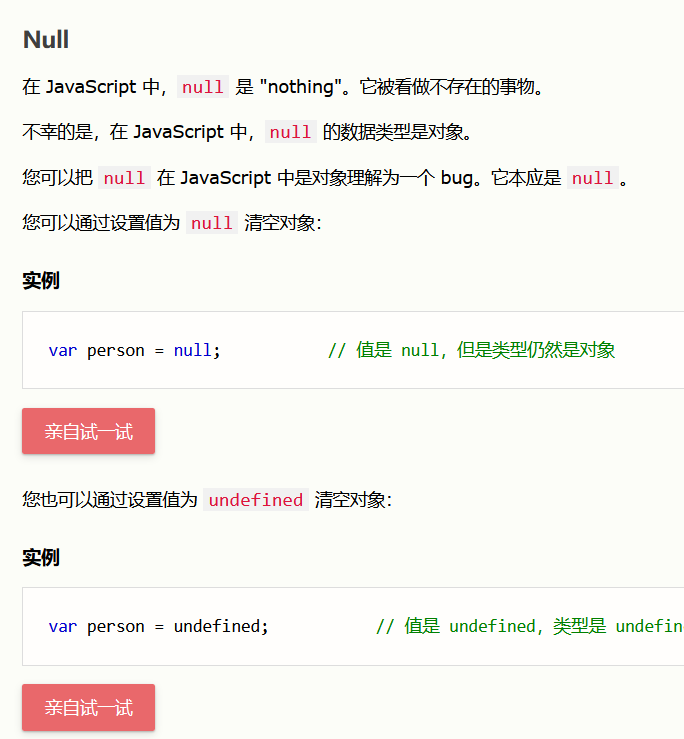 Null
在 JavaScript 中，null 是 "nothing"。它被看做不存在的事物。
不幸的是，在 JavaScript 中，null 的数据类型是对象。
您可以把 null 在 JavaScript 中是对象理解为一个 bug。它本应是 null。
您可以通过设置值为 null 清空对象：
实例
var person = null;           // 值是 null，但是类型仍然是对象
亲自试一试
您也可以通过设置值为 undefined 清空对象：
实例
var person = undefined;           // 值是 undefined，类型是 undefin
亲自试一试